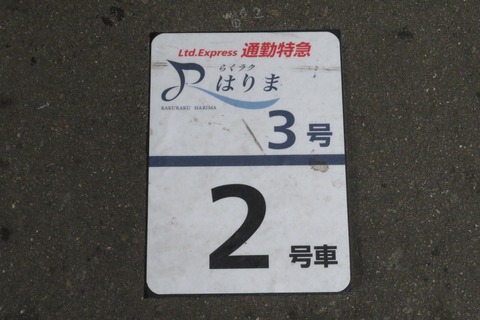 Ltd.Express 通勤特急
らくラク
はりま
RAKURAKU HARIMA
3号
2号車